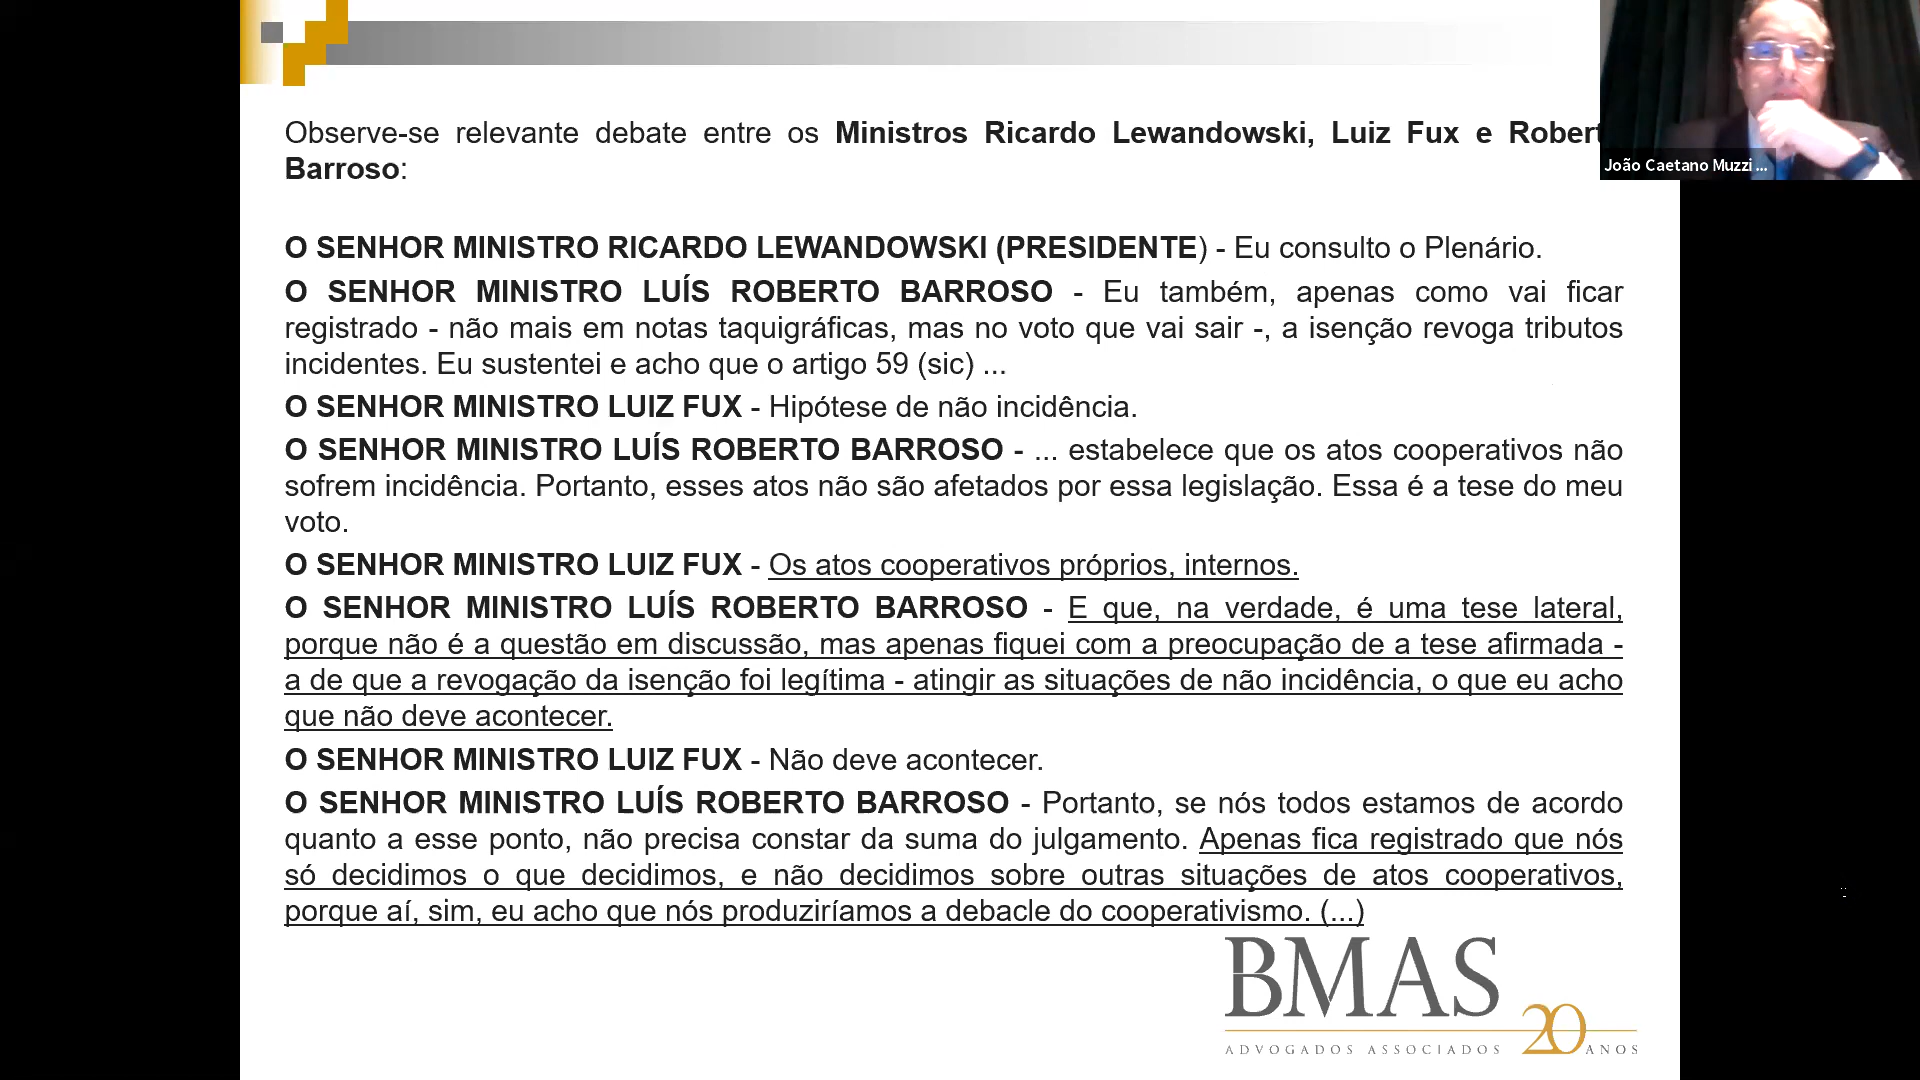 Observe-se relevante debate entre os Ministros Ricardo Lewandowski, Luiz Fux e Robert
Barroso:
João Caetano Muzzi ...
O SENHOR MINISTRO RICARDO LEWANDOWSKI (PRESIDENTE) - Eu consulto o Plenário.
O SENHOR MINISTRO LUÍS ROBERTO BARROSO - Eu também, apenas como vai ficar
registrado - não mais em notas taquigráficas, mas no voto que vai sair -, a isenção revoga tributos
incidentes. Eu sustentei e acho que o artigo 59 (sic) ...
O SENHOR MINISTRO LUIZ FUX - Hipótese de não incidência.
O SENHOR MINISTRO LUÍS ROBERTO BARROSO - ... estabelece que os atos cooperativos não
sofrem incidência. Portanto, esses atos não são afetados por essa legislação. Essa é a tese do meu
voto.
O SENHOR MINISTRO LUIZ FUX - Os atos cooperativos próprios, internos.
O SENHOR MINISTRO LUÍS ROBERTO BARROSO - E que, na verdade, é uma tese lateral,
porque não é a questão em discussão, mas apenas fiquei com a preocupação de a tese afirmada -
a de que a revogação da isenção foi legítima - atingir as situações de não incidência, o que eu acho
que não deve acontecer.
O SENHOR MINISTRO LUIZ FUX - Não deve acontecer.
O SENHOR MINISTRO LUÍS ROBERTO BARROSO - Portanto, se nós todos estamos de acordo
quanto a esse ponto, não precisa constar da suma do julgamento. Apenas fica registrado que nós
só decidimos o que decidimos, e não decidimos sobre outras situações de atos cooperativos,
porque aí, sim, eu acho que nós produziríamos a debacle do cooperativismo. (...)
BMAS
ADVOGADOS ASSOCIADOS 20 ANOS